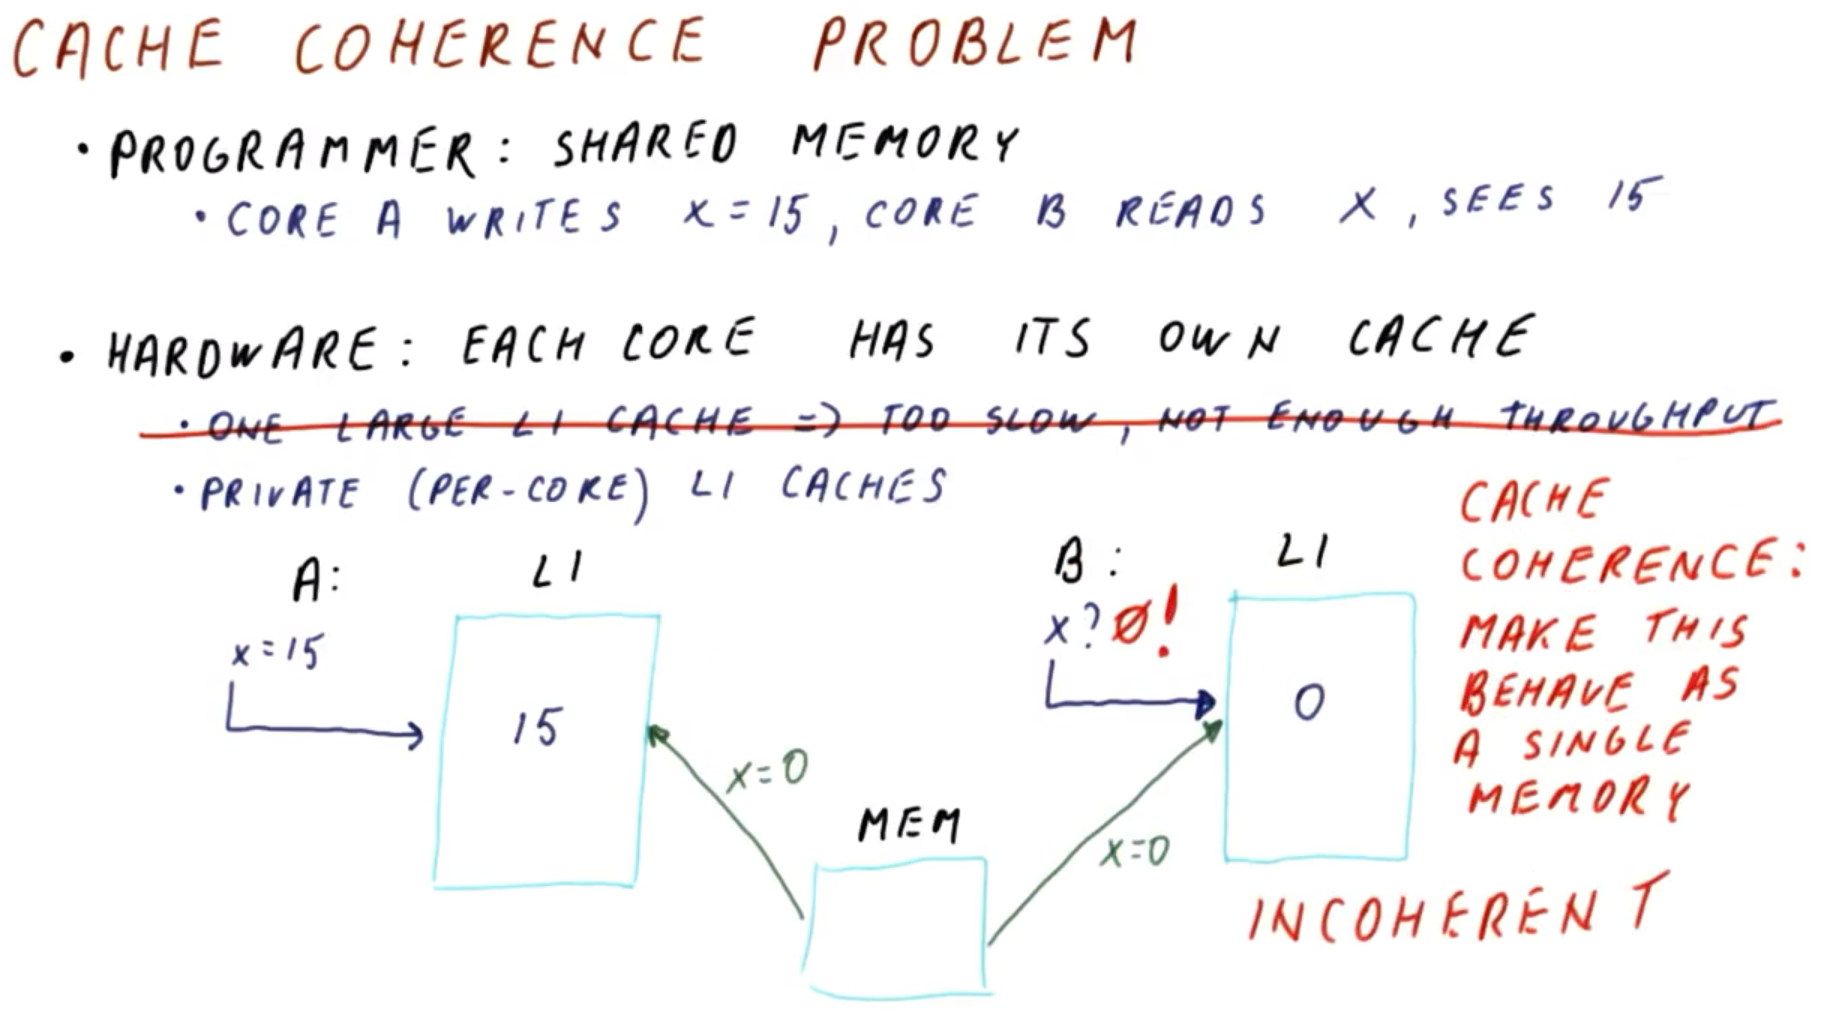 CACHE COHERENCE PROBLEM
• PROGRAMMER: SHARED MEMORY
• CORE A WRITES X=15, CORE B READS X, SEES 15
• HARDWARE: EACH CORE HAS ITS OWN CACHE
• ONE LARGE L1 CACHE => TOO SLOW, NOT ENOUGH THROUGHPUT
• PRIVATE (PER-CORE) L1 CACHES
A:
L1
x=15
15
x=0
MEM
x=0
B:
L1
x? 0!
0
CACHE
COHERENCE:
MAKE THIS
BEHAVE AS
A SINGLE
MEMORY
INCOHERENT